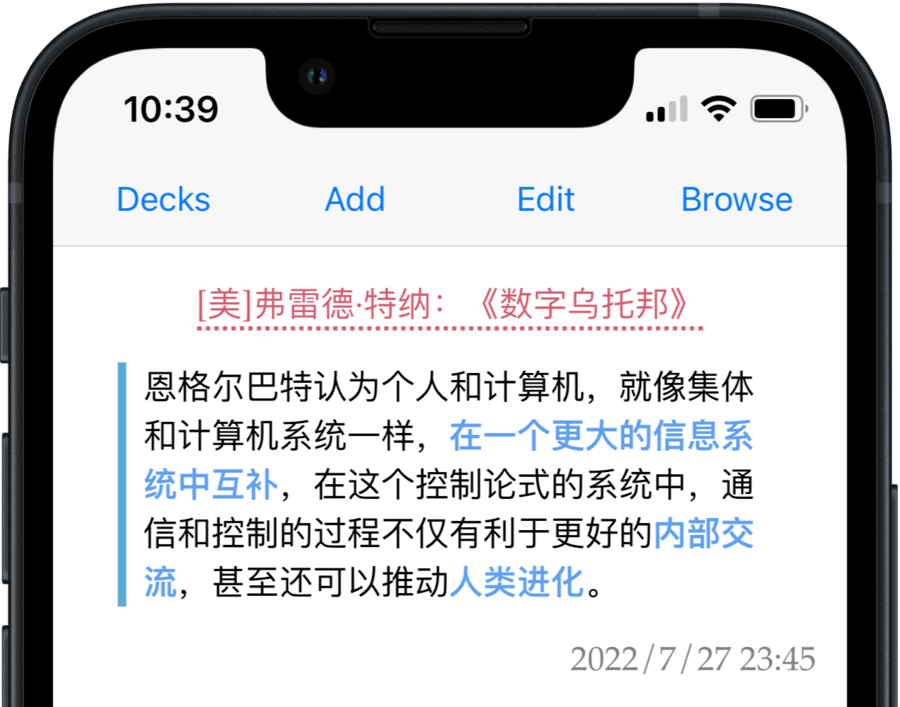 10:39
Decks Add Edit Browse
[美]弗雷德·特纳：《数字乌托邦》
恩格尔巴特认为个人和计算机，就像集体
和计算机系统一样，在一个更大的信息系
统中互补，在这个控制论式的系统中，通
信和控制的过程不仅有利于更好的内部交
流，甚至还可以推动人类进化。
2022/7/27 23:45